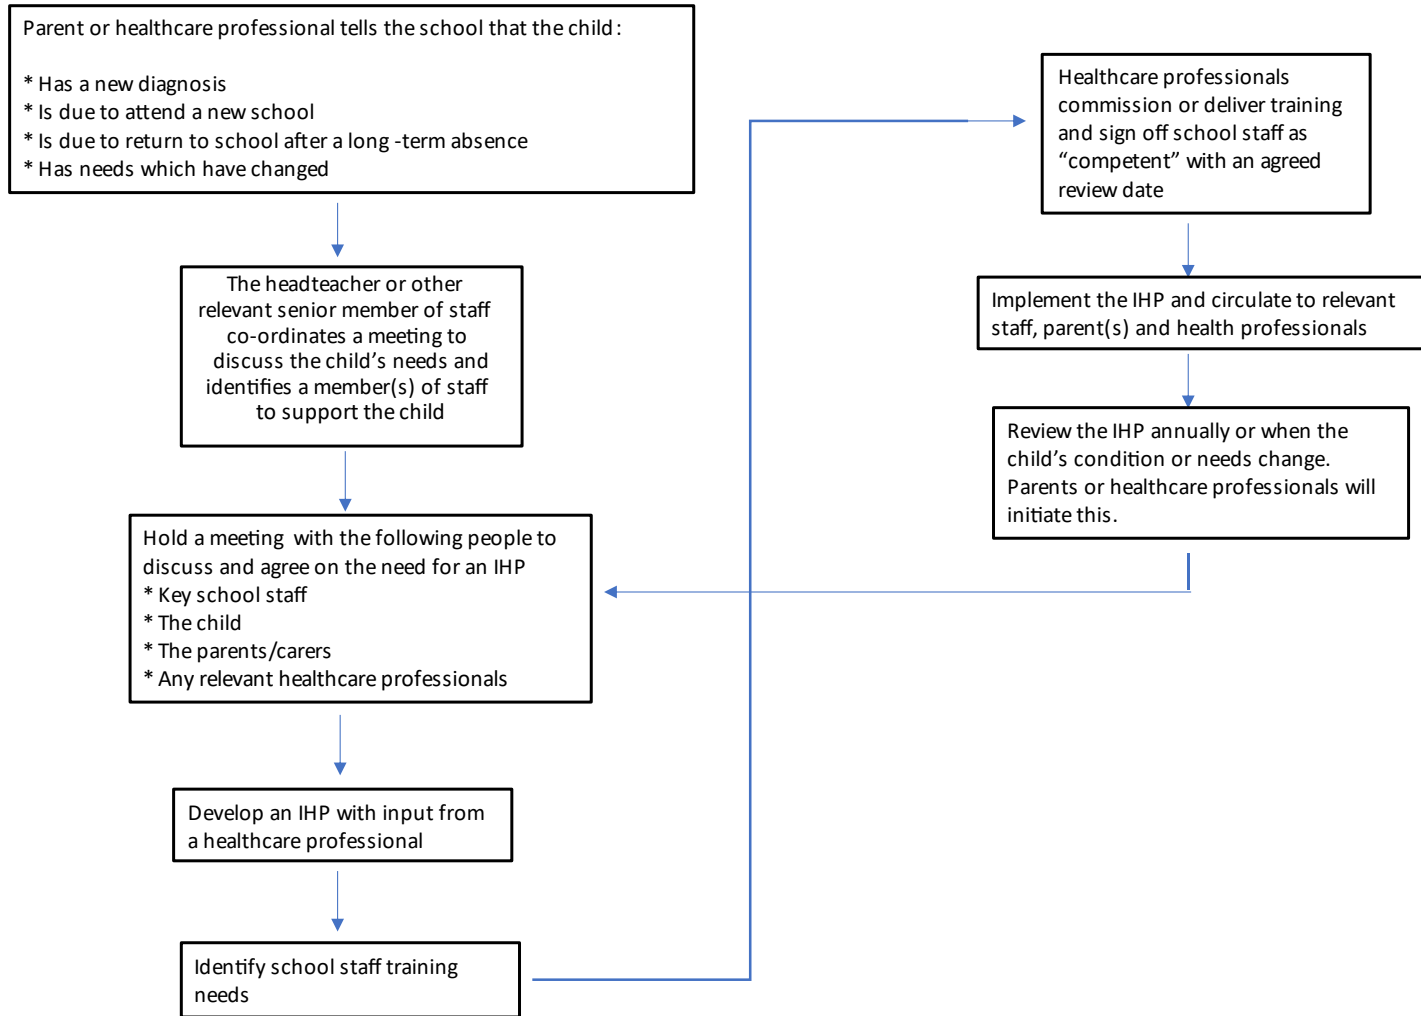 Parent or healthcare professional tells the school that the child:
* Has a new diagnosis
* Is due to attend a new school
* Is due to return to school after a long -term absence
* Has needs which have changed
The headteacher or other
relevant senior member of staff
co-ordinates a meeting to
discuss the child’s needs and
identifies a member(s) of staff
to support the child
Hold a meeting with the following people to
discuss and agree on the need for an IHP
* Key school staff
* The child
* The parents/carers
* Any relevant healthcare professionals
Develop an IHP with input from
a healthcare professional
Identify school staff training
needs
Healthcare professionals
commission or deliver training
and sign off school staff as
“competent” with an agreed
review date
Implement the IHP and circulate to relevant
staff, parent(s) and health professionals
Review the IHP annually or when the
child’s condition or needs change.
Parents or healthcare professionals will
initiate this.